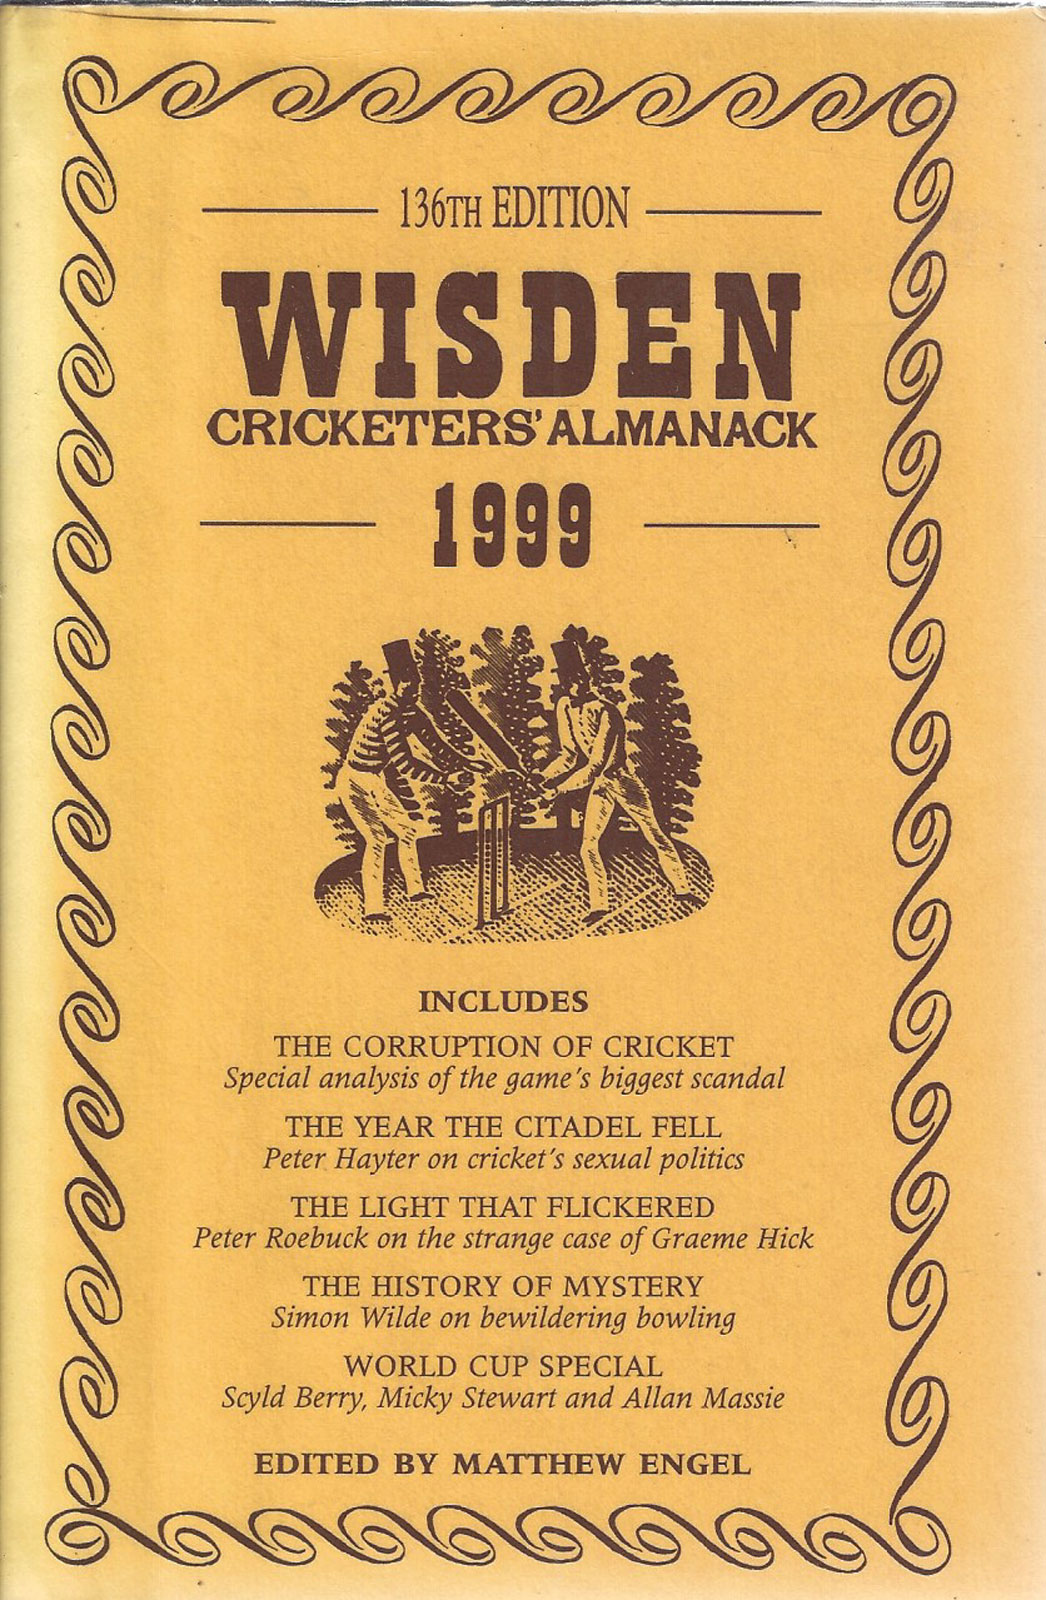 136TH EDITION
WISDEN
CRICKETERS' ALMANACK
1999
INCLUDES
THE CORRUPTION OF CRICKET
Special analysis of the game's biggest scandal
THE YEAR THE CITADEL FELL
Peter Hayter on cricket's sexual politics
THE LIGHT THAT FLICKERED
Peter Roebuck on the strange case of Graeme Hick
THE HISTORY OF MYSTERY
Simon Wilde on bewildering bowling
WORLD CUP SPECIAL
Scyld Berry, Micky Stewart and Allan Massie
EDITED BY MATTHEW ENGEL